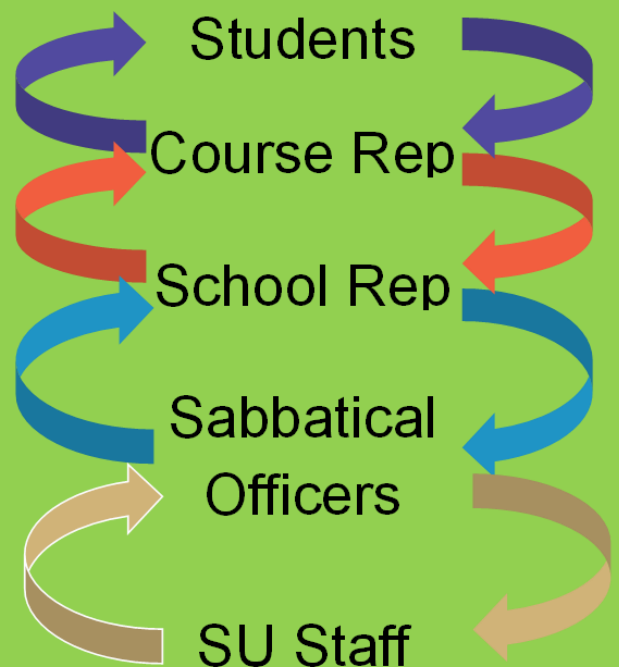 Students
Course Rep
School Rep
Sabbatical
Officers
SU Staff